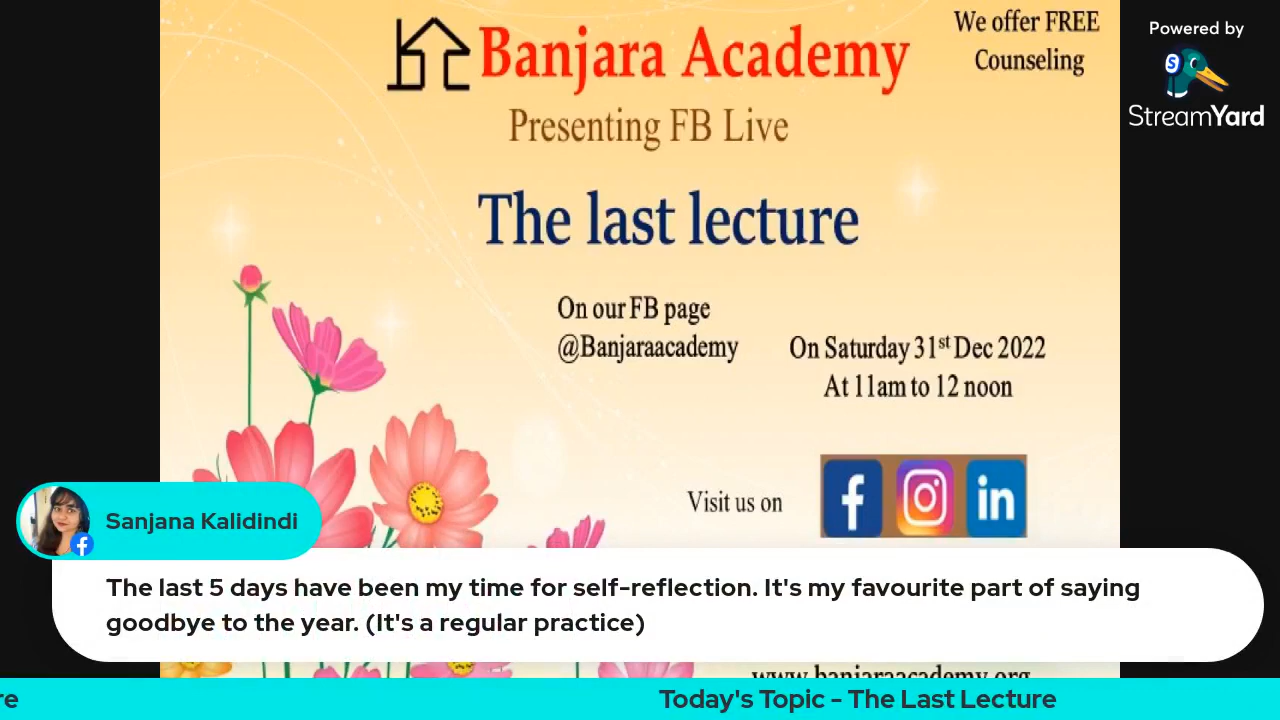 Banjara Academy
We offer FREE
Counseling
Powered by
StreamYard
Presenting FB Live
The last lecture
On our FB page
@Banjaraacademy
On Saturday 31st Dec 2022
At 11am to 12 noon
Visit us on
Sanjana Kalidindi
The last 5 days have been my time for self-reflection. It's my favourite part of saying
goodbye to the year. (It's a regular practice)
www.banjaraacademy.org
re
Today's Topic - The Last Lecture